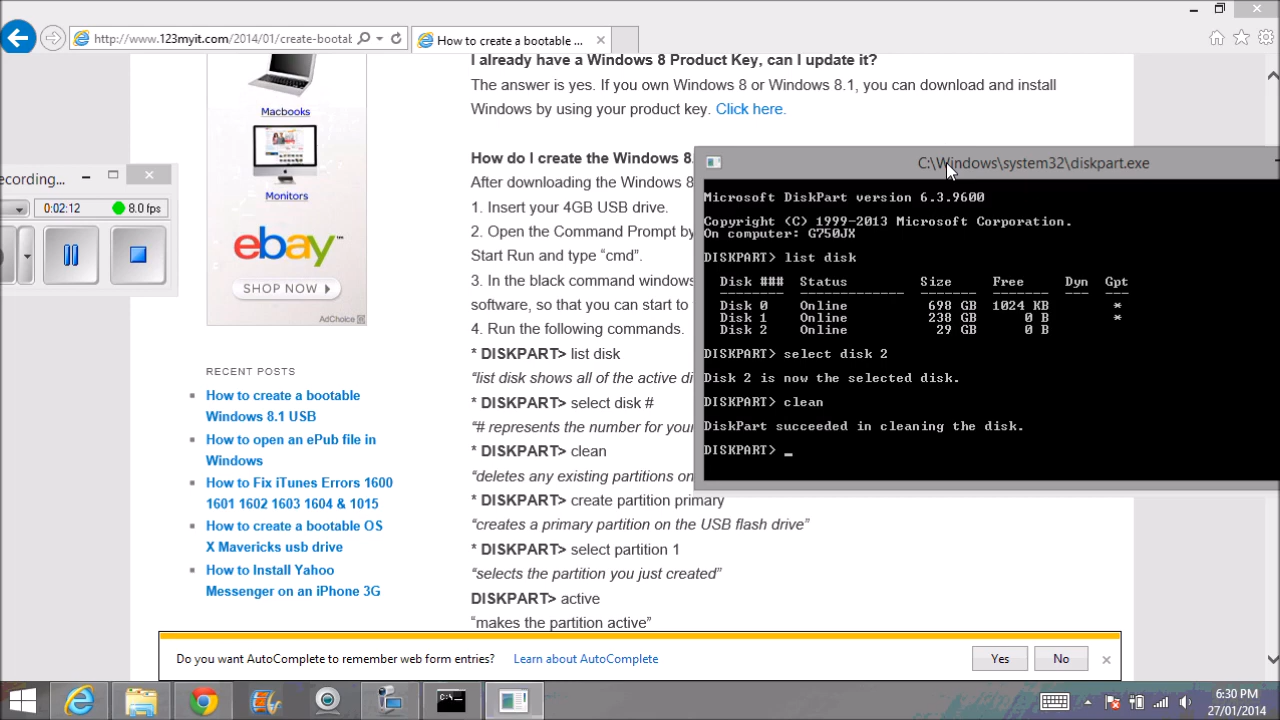 http://www.123myit.com/2014/01/create-bootat
How to create a bootable ...
Macbooks
Monitors
ebay™
SHOP NOW
AdChoice
ecording...
0:02:12
8.0 fps
RECENT POSTS
How to create a bootable
Windows 8.1 USB
How to open an ePub file in
Windows
How to Fix iTunes Errors 1600
1601 1602 1603 1604 & 1015
How to create a bootable OS
X Mavericks usb drive
How to Install Yahoo
Messenger on an iPhone 3G
I already have a Windows 8 Product Key, can I update it?
The answer is yes. If you own Windows 8 or Windows 8.1, you can download and install
Windows by using your product key. Click here.
How do I create the Windows 8.
After downloading the Windows 8
1. Insert your 4GB USB drive.
2. Open the Command Prompt by
Start Run and type “cmd”.
3. In the black command windows
software, so that you can start to
4. Run the following commands.
* DISKPART> list disk
“list disk shows all of the active di
* DISKPART> select disk #
“# represents the number for your
* DISKPART> clean
“deletes any existing partitions on
* DISKPART> create partition primary
“creates a primary partition on the USB flash drive”
* DISKPART> select partition 1
“selects the partition you just created”
DISKPART> active
“makes the partition active”
C:\Windows\system32\diskpart.exe
Microsoft DiskPart version 6.3.9600
Copyright (C) 1999-2013 Microsoft Corporation.
On computer: G750JX
DISKPART> list disk
Disk ### Status Size Free Dyn Gpt
-------- ------------- ------- ------- --- ---
Disk 0 Online 698 GB 1024 KB *
Disk 1 Online 238 GB 0 B *
Disk 2 Online 29 GB 0 B
DISKPART> select disk 2
Disk 2 is now the selected disk.
DISKPART> clean
DiskPart succeeded in cleaning the disk.
DISKPART> _
Do you want AutoComplete to remember web form entries? Learn about AutoComplete Yes No
C:\_
6:30 PM
27/01/2014